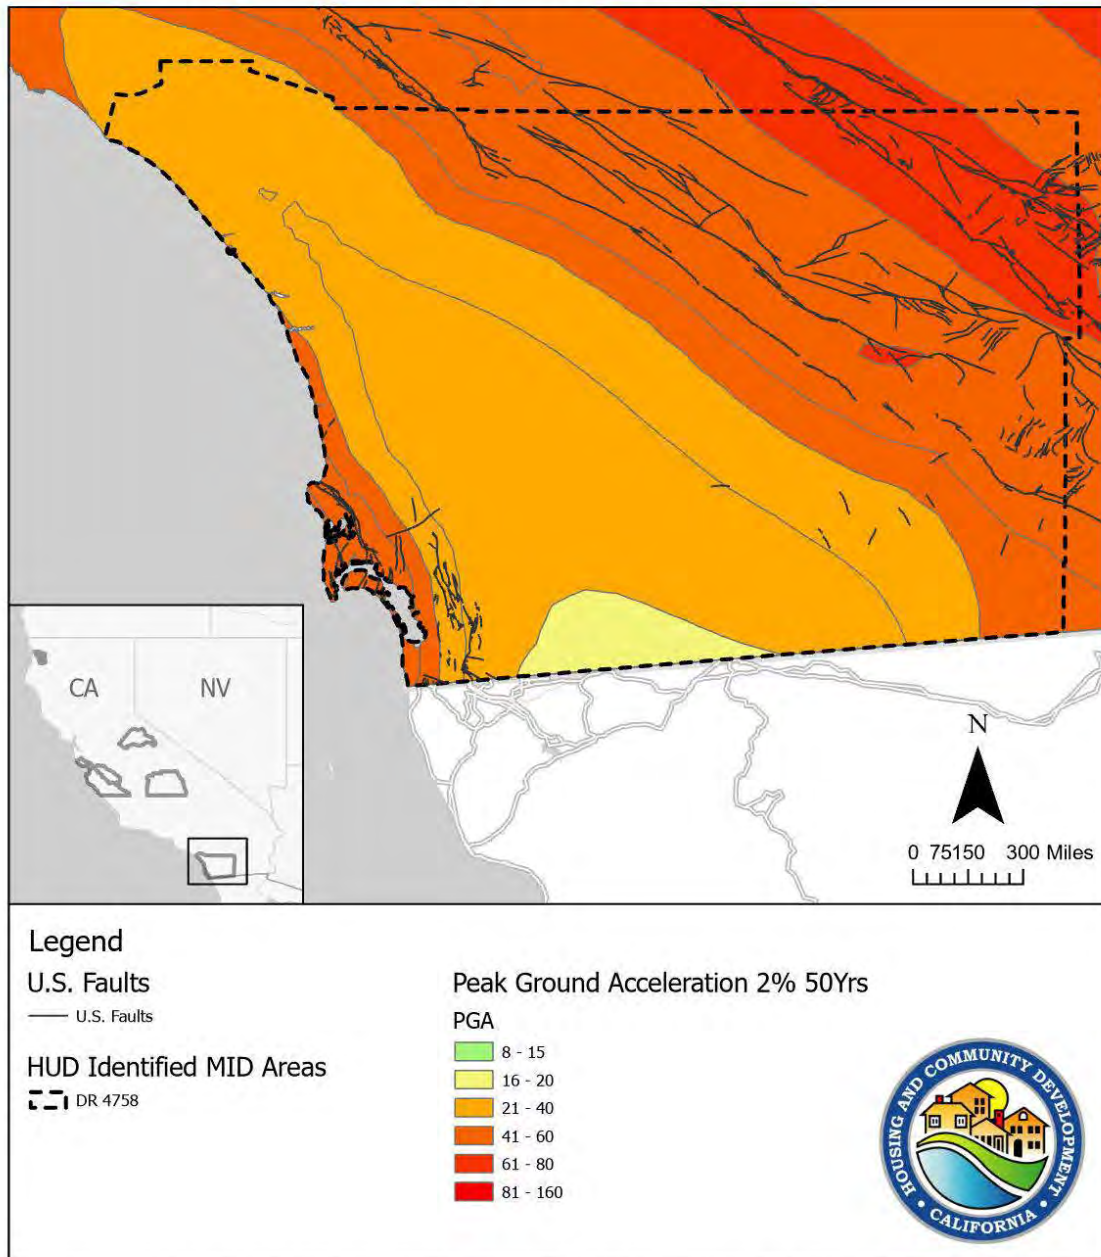 CA
NV
N
0 75150 300 Miles
Legend
U.S. Faults
U.S. Faults
HUD Identified MID Areas
DR 4758
Peak Ground Acceleration 2% 50Yrs
PGA
8 - 15
16 - 20
21 - 40
41 - 60
61 - 80
81 - 160
HOUSING AND COMMUNITY DEVELOPMENT
• CALIFORNIA •